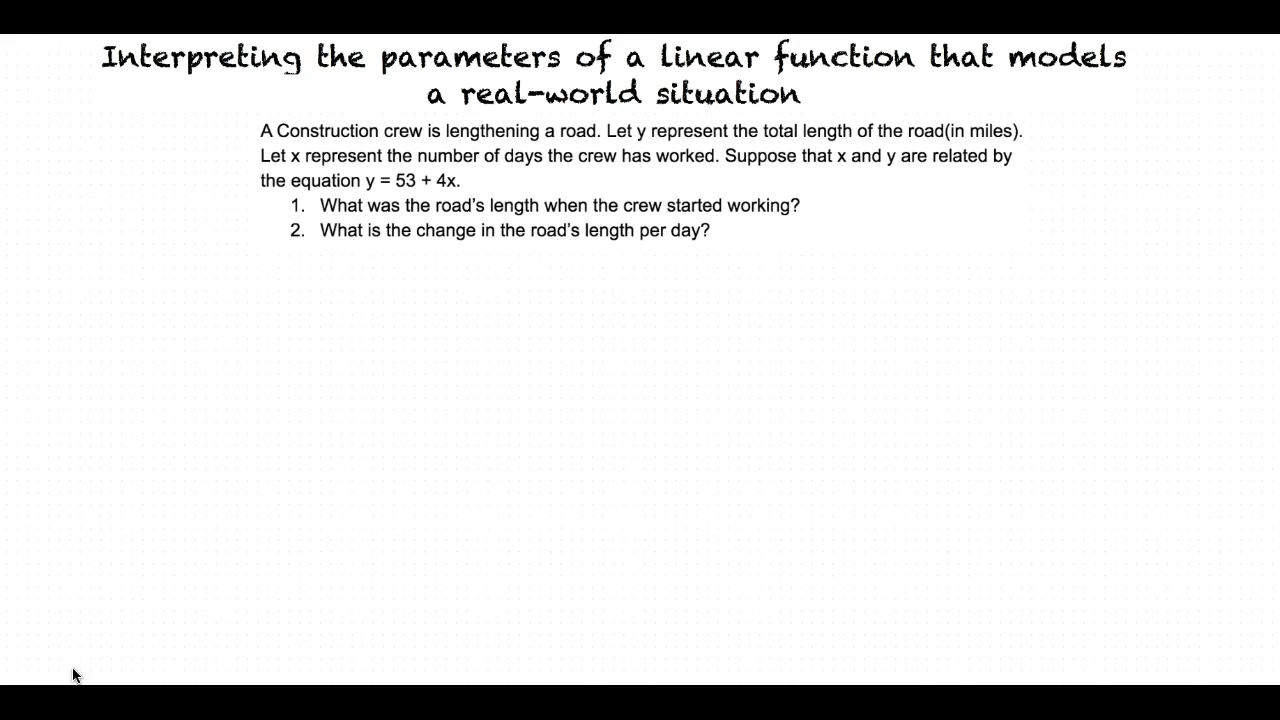 Interpreting the parameters of a linear function that models
a real-world situation
A Construction crew is lengthening a road. Let y represent the total length of the road(in miles).
Let x represent the number of days the crew has worked. Suppose that x and y are related by
the equation y = 53 + 4x.
1. What was the road's length when the crew started working?
2. What is the change in the road's length per day?